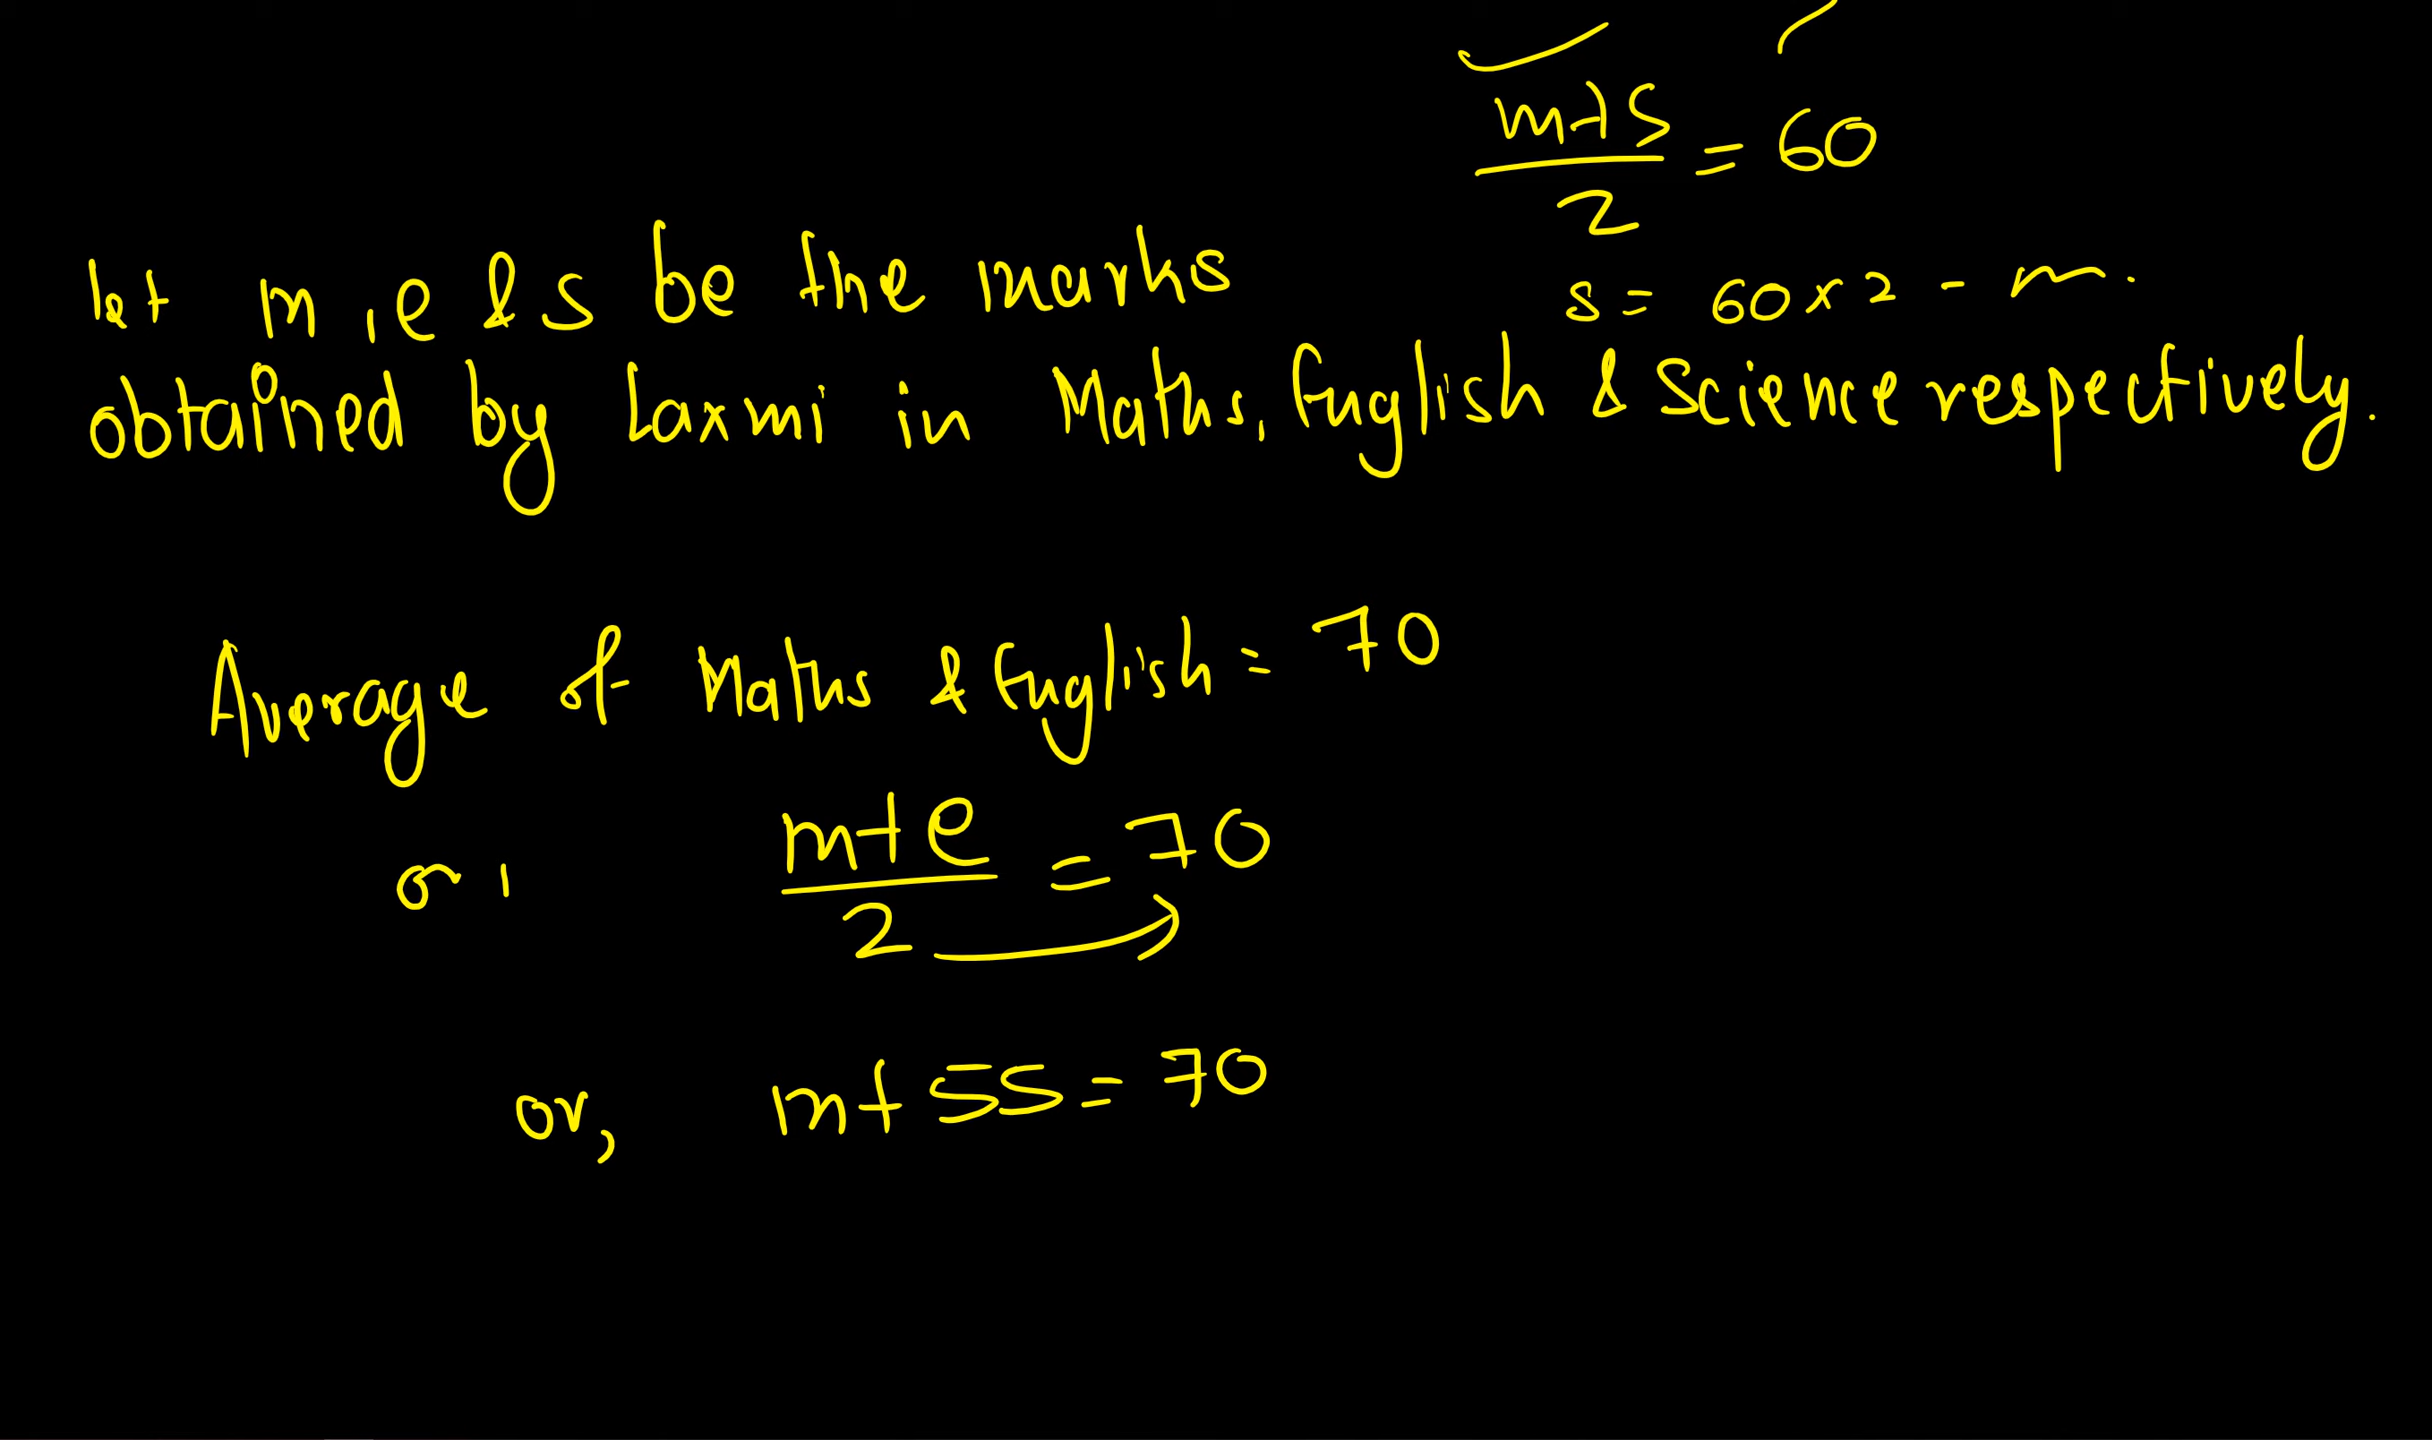 m+s
― = 60
2
let m, e & s be the marks
s = 60 x 2 - m.
obtained by Laxmi in Maths, English & Science respectively.
Average of Maths & English = 70
or, m+e
― = 70
2
or, m+55 = 70